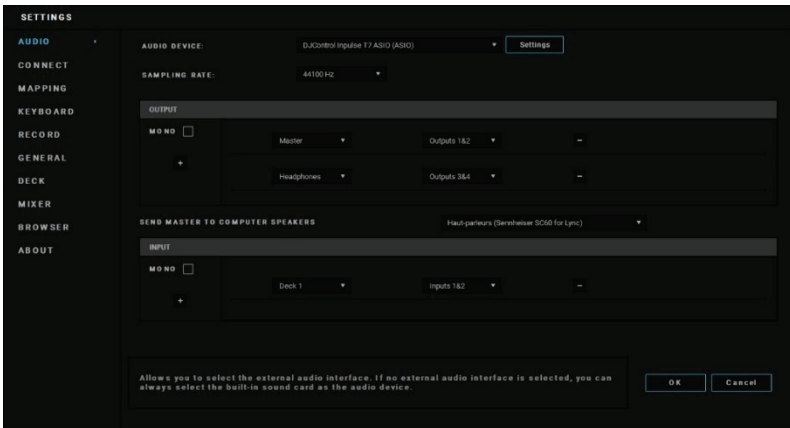 SETTINGS
AUDIO
CONNECT
MAPPING
KEYBOARD
RECORD
GENERAL
DECK
MIXER
BROWSER
ABOUT
AUDIO DEVICE: DJControl Inpulse T7 ASIO (ASIO) Settings
SAMPLING RATE: 44100 Hz
OUTPUT
MONO
Master Outputs 1&2 -
+
Headphones Outputs 3&4 -
SEND MASTER TO COMPUTER SPEAKERS Haut-parleurs (Sennheiser SC60 for Lync)
INPUT
MONO
Deck 1 Inputs 1&2 -
+
Allows you to select the external audio interface. If no external audio interface is selected, you can
always select the built-in sound card as the audio device.
OK Cancel